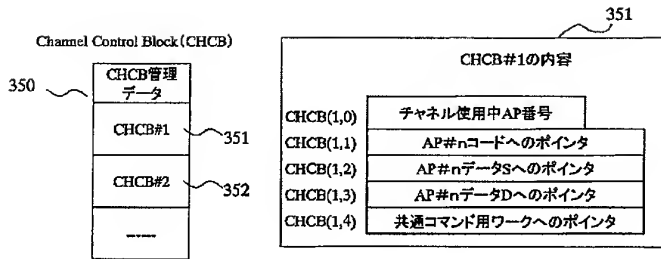 Channel Control Block(CHCB)
350
CHCB管理
データ
CHCB#1
351
CHCB#2
352
-----
351
CHCB#1の内容
CHCB(1,0)
チャネル使用中AP番号
CHCB(1,1)
AP#nコードへのポインタ
CHCB(1,2)
AP#nデータSへのポインタ
CHCB(1,3)
AP#nデータDへのポインタ
CHCB(1,4)
共通コマンド用ワークへのポインタ